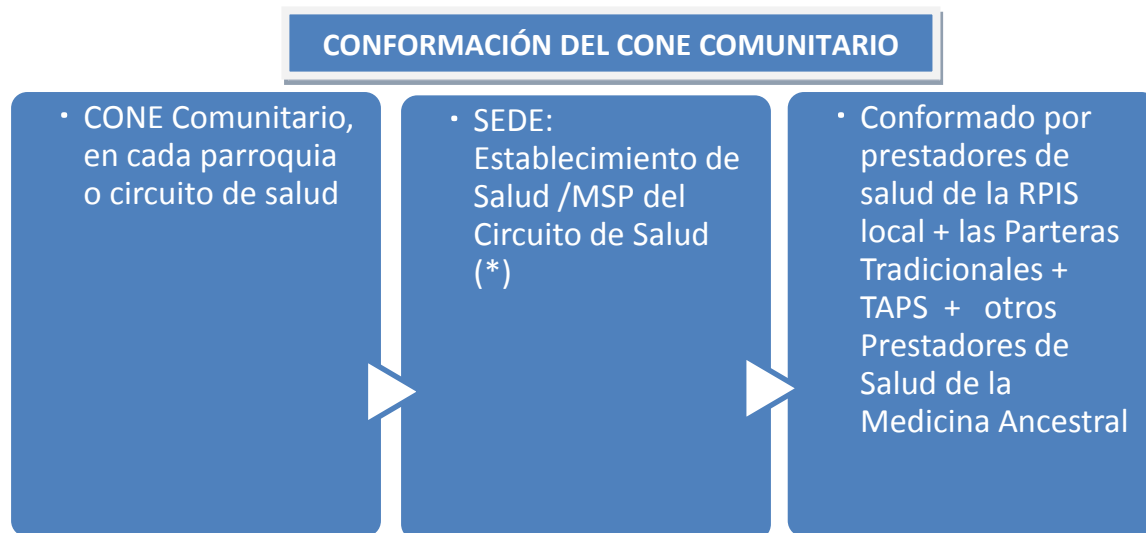 CONFORMACIÓN DEL CONE COMUNITARIO
· CONE Comunitario,
en cada parroquia
o circuito de salud
· SEDE:
Establecimiento de
Salud /MSP del
Circuito de Salud
(*)
· Conformado por
prestadores de
salud de la RPIS
local + las Parteras
Tradicionales +
TAPS + otros
Prestadores de
Salud de la
Medicina Ancestral